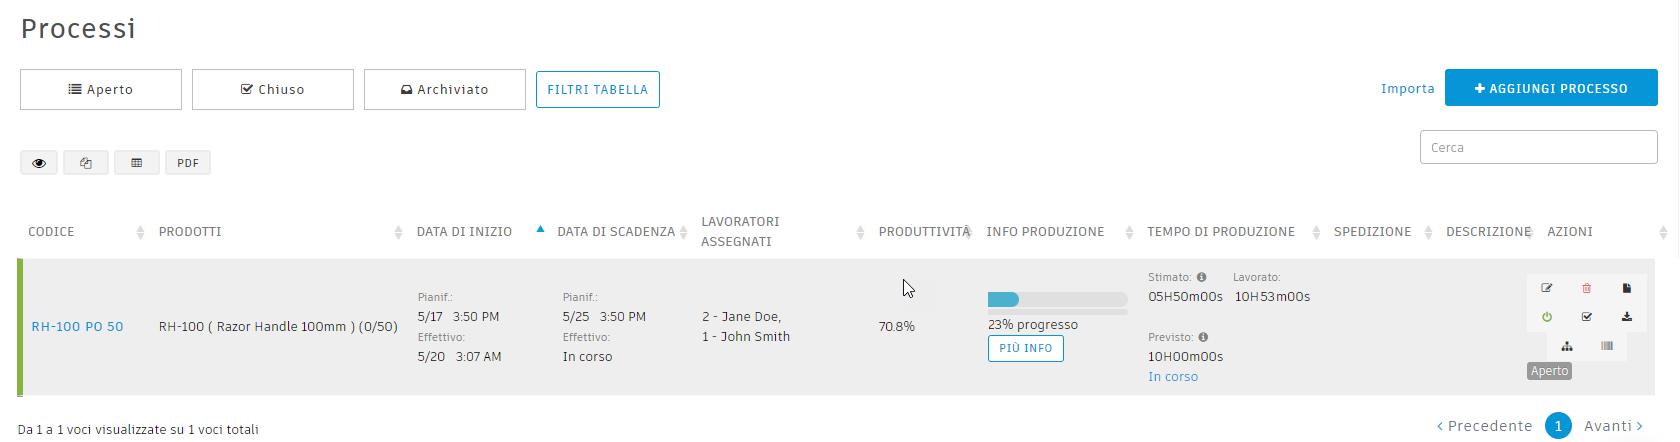 Processi
Aperto
Chiuso
Archiviato
FILTRI TABELLA
Importa
AGGIUNGI PROCESSO
Cerca
PDF
CODICE
PRODOTTI
DATA DI INIZIO
DATA DI SCADENZA
LAVORATORI
ASSEGNATI
PRODUTTIVITÀ
INFO PRODUZIONE
TEMPO DI PRODUZIONE
SPEDIZIONE
DESCRIZIONE
AZIONI
RH-100 PO 50
RH-100 ( Razor Handle 100mm ) (0/50)
Pianif.:
5/17 3:50 PM
Effettivo:
5/20 3:07 AM
Pianif.:
5/25 3:50 PM
Effettivo:
In corso
2 - Jane Doe,
1 - John Smith
70.8%
23% progresso
PIÙ INFO
Stimato:
05H50m00s
Lavorato:
10H53m00s
Previsto:
10H00m00s
In corso
Aperto
Da 1 a 1 voci visualizzate su 1 voci totali
Precedente
1
Avanti